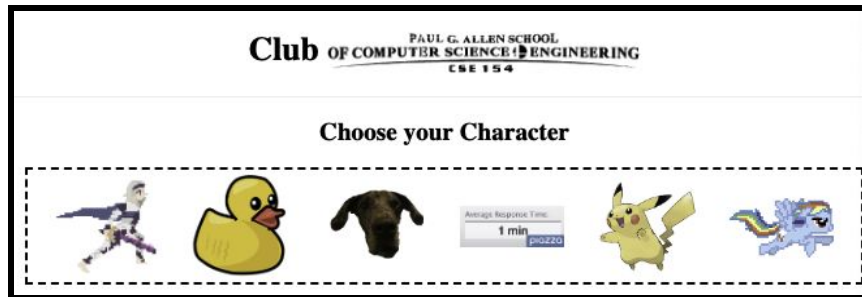 Club
PAUL G. ALLEN SCHOOL
OF COMPUTER SCIENCE & ENGINEERING
CSE 154
Choose your Character
Average Response Time:
1 min
piazza